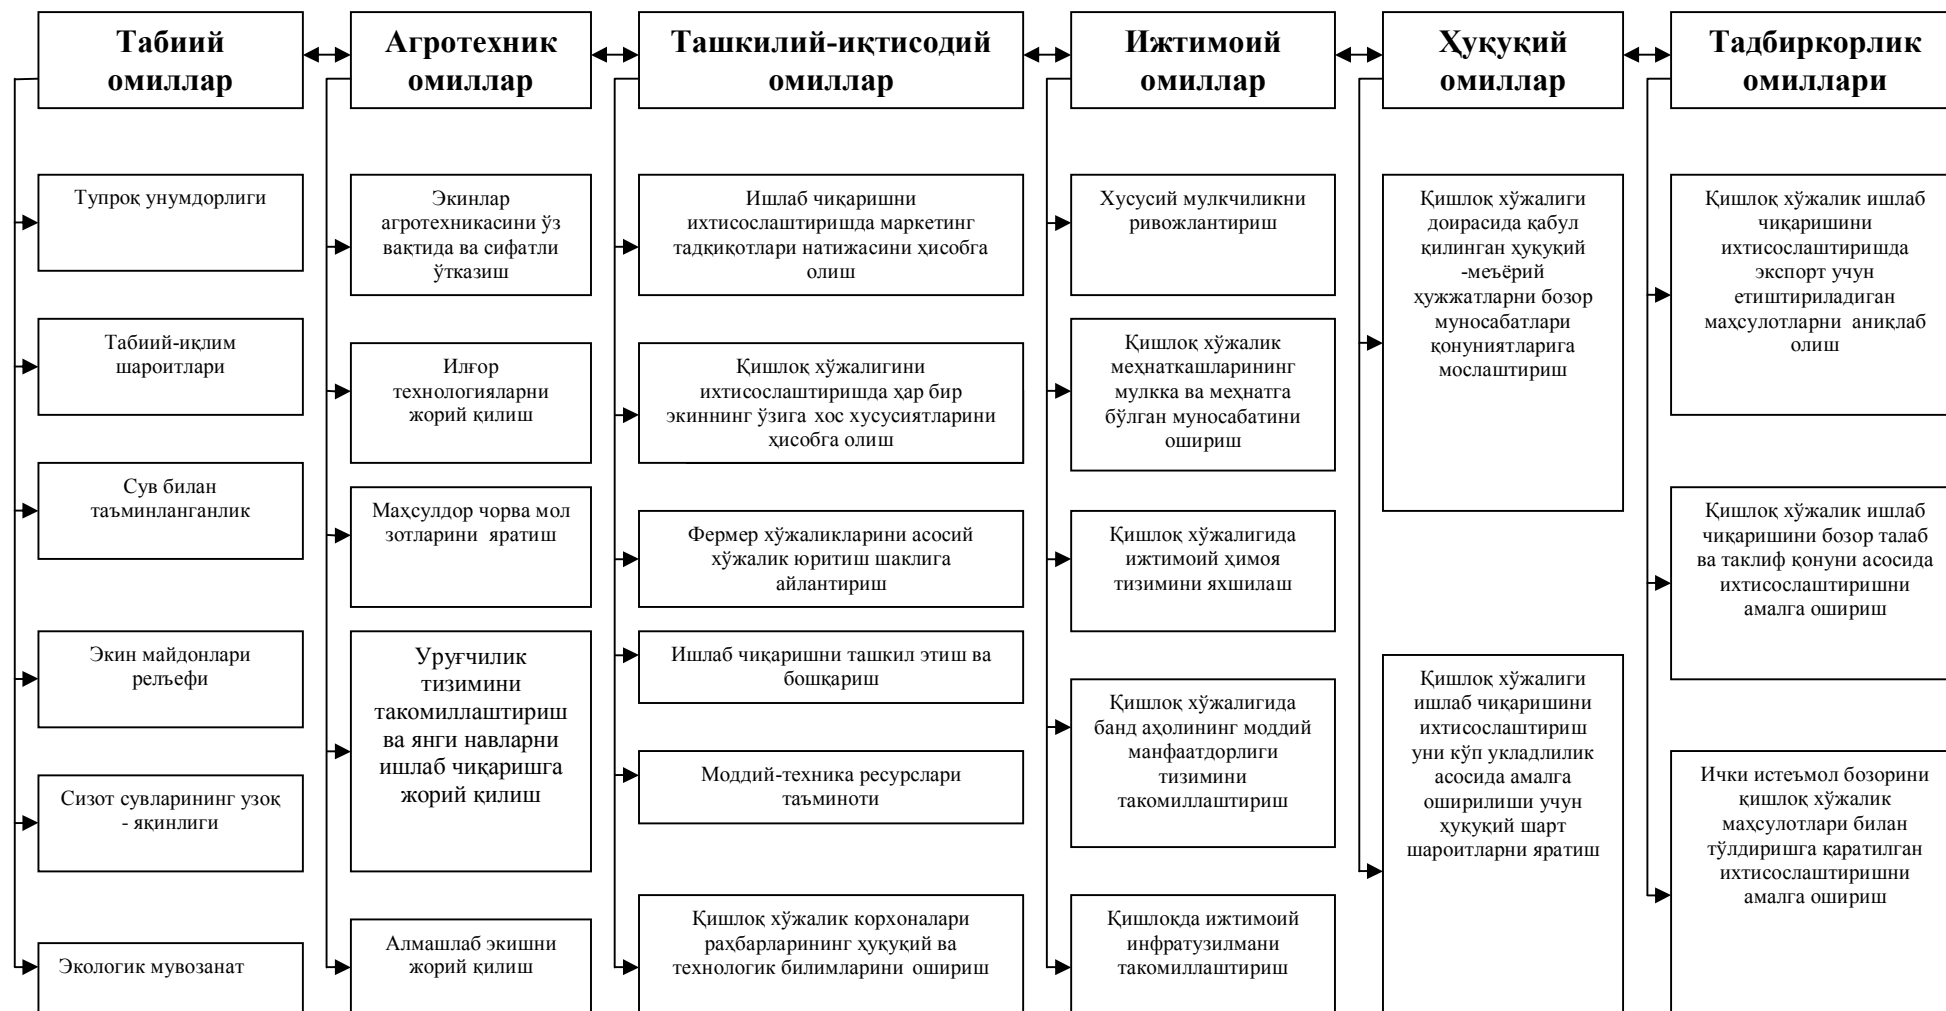 Табиий
омиллар
Агротехник
омиллар
Ташкилий-иқтисодий
омиллар
Ижтимоий
омиллар
Ҳуқуқий
омиллар
Тадбиркорлик
омиллари
Тупроқ унумдорлиги
Табиий-иқлим
шароитлари
Сув билан
таъминланганлик
Экин майдонлари
релъефи
Сизот сувларининг узоқ
- яқинлиги
Экологик мувозанат
Экинлар
агротехникасини ўз
вақтида ва сифатли
ўтказиш
Илғор
технологияларни
жорий қилиш
Маҳсулдор чорва мол
зотларини яратиш
Уруғчилик
тизимини
такомиллаштириш
ва янги навларни
ишлаб чиқаришга
жорий қилиш
Алмашлаб экишни
жорий қилиш
Ишлаб чиқаришни
ихтисослаштиришда маркетинг
тадқиқотлари натижасини ҳисобга
олиш
Қишлоқ хўжалигини
ихтисослаштиришда ҳар бир
экиннинг ўзига хос хусусиятларини
ҳисобга олиш
Фермер хўжаликларини асосий
хўжалик юритиш шаклига
айлантириш
Ишлаб чиқаришни ташкил этиш ва
бошқариш
Моддий-техника ресурслари
таъминоти
Қишлоқ хўжалик корхоналари
раҳбарларининг ҳуқуқий ва
технологик билимларини ошириш
Хусусий мулкчиликни
ривожлантириш
Қишлоқ хўжалик
меҳнаткашларининг
мулкка ва меҳнатга
бўлган муносабатини
ошириш
Қишлоқ хўжалигида
ижтимоий ҳимоя
тизимини яхшилаш
Қишлоқ хўжалигида
банд аҳолининг моддий
манфаатдорлиги
тизимини
такомиллаштириш
Қишлоқда ижтимоий
инфратузилмани
такомиллаштириш
Қишлоқ хўжалиги
доирасида қабул
қилинган ҳуқуқий
-меъёрий
ҳужжатларни бозор
муносабатлари
қонуниятларига
мослаштириш
Қишлоқ хўжалиги
ишлаб чиқаришини
ихтисослаштириш
уни кўп укладлилик
асосида амалга
оширилиши учун
ҳуқуқий шарт
шароитларни яратиш
Қишлоқ хўжалик ишлаб
чиқаришини
ихтисослаштиришда
экспорт учун
етиштириладиган
маҳсулотларни аниқлаб
олиш
Қишлоқ хўжалик ишлаб
чиқаришини бозор талаб
ва таклиф қонуни асосида
ихтисослаштиришни
амалга ошириш
Ички истеъмол бозорини
қишлоқ хўжалик
маҳсулотлари билан
тўлдиришга қаратилган
ихтисослаштиришни
амалга ошириш